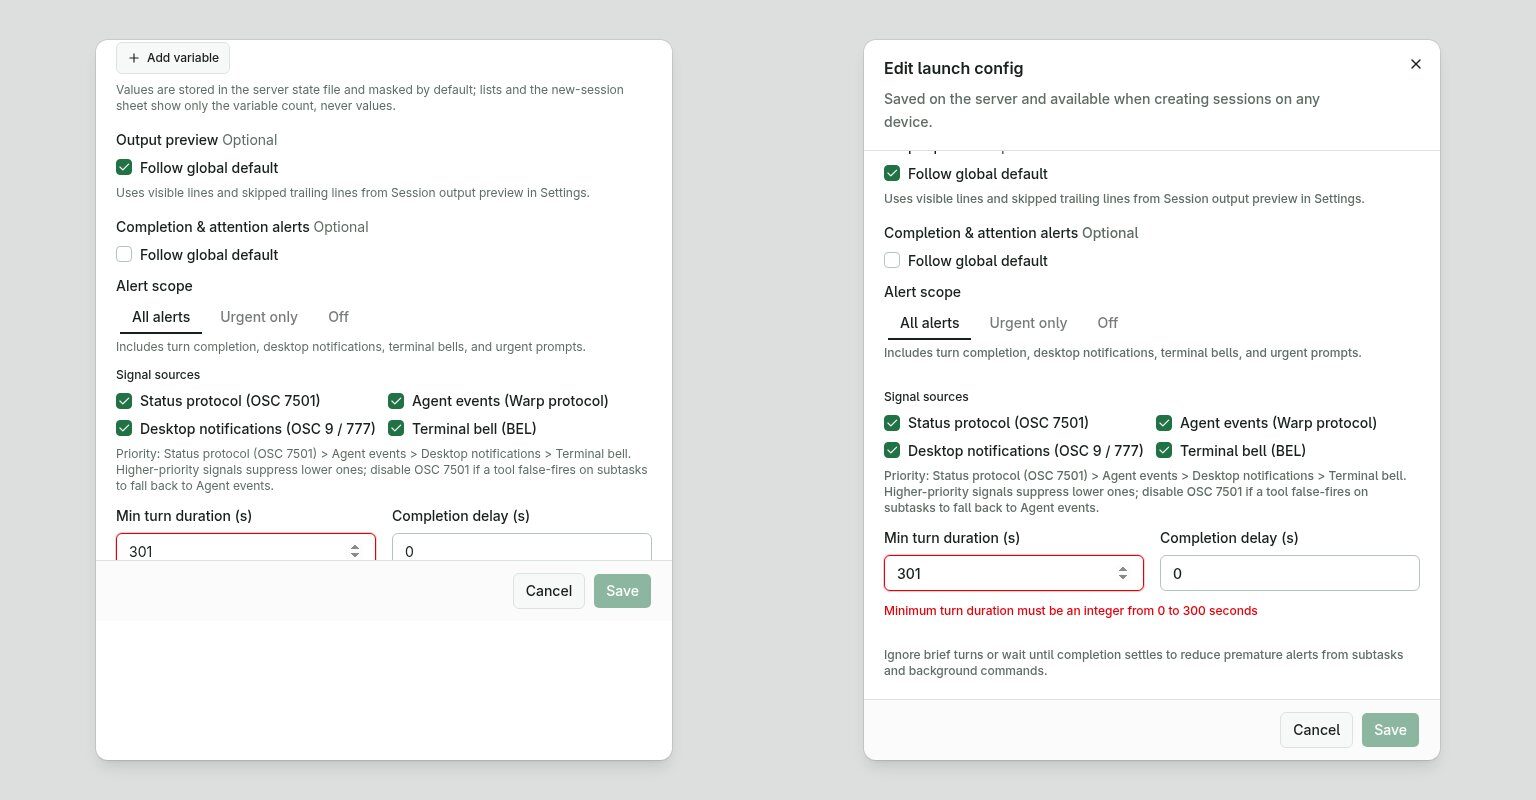 Add variable
Values are stored in the server state file and masked by default; lists and the new-session
sheet show only the variable count, never values.
Output preview Optional
Follow global default
Uses visible lines and skipped trailing lines from Session output preview in Settings.
Completion & attention alerts Optional
Follow global default
Alert scope
All alerts Urgent only Off
Includes turn completion, desktop notifications, terminal bells, and urgent prompts.
Signal sources
Status protocol (OSC 7501) Agent events (Warp protocol)
Desktop notifications (OSC 9 / 777) Terminal bell (BEL)
Priority: Status protocol (OSC 7501) > Agent events > Desktop notifications > Terminal bell.
Higher-priority signals suppress lower ones; disable OSC 7501 if a tool false-fires on subtasks
to fall back to Agent events.
Min turn duration (s) Completion delay (s)
301 0
Cancel Save
Edit launch config
Saved on the server and available when creating sessions on any
device.
Follow global default
Uses visible lines and skipped trailing lines from Session output preview in Settings.
Completion & attention alerts Optional
Follow global default
Alert scope
All alerts Urgent only Off
Includes turn completion, desktop notifications, terminal bells, and urgent prompts.
Signal sources
Status protocol (OSC 7501) Agent events (Warp protocol)
Desktop notifications (OSC 9 / 777) Terminal bell (BEL)
Priority: Status protocol (OSC 7501) > Agent events > Desktop notifications > Terminal bell.
Higher-priority signals suppress lower ones; disable OSC 7501 if a tool false-fires on
subtasks to fall back to Agent events.
Min turn duration (s) Completion delay (s)
301 0
Minimum turn duration must be an integer from 0 to 300 seconds
Ignore brief turns or wait until completion settles to reduce premature alerts from subtasks
and background commands.
Cancel Save